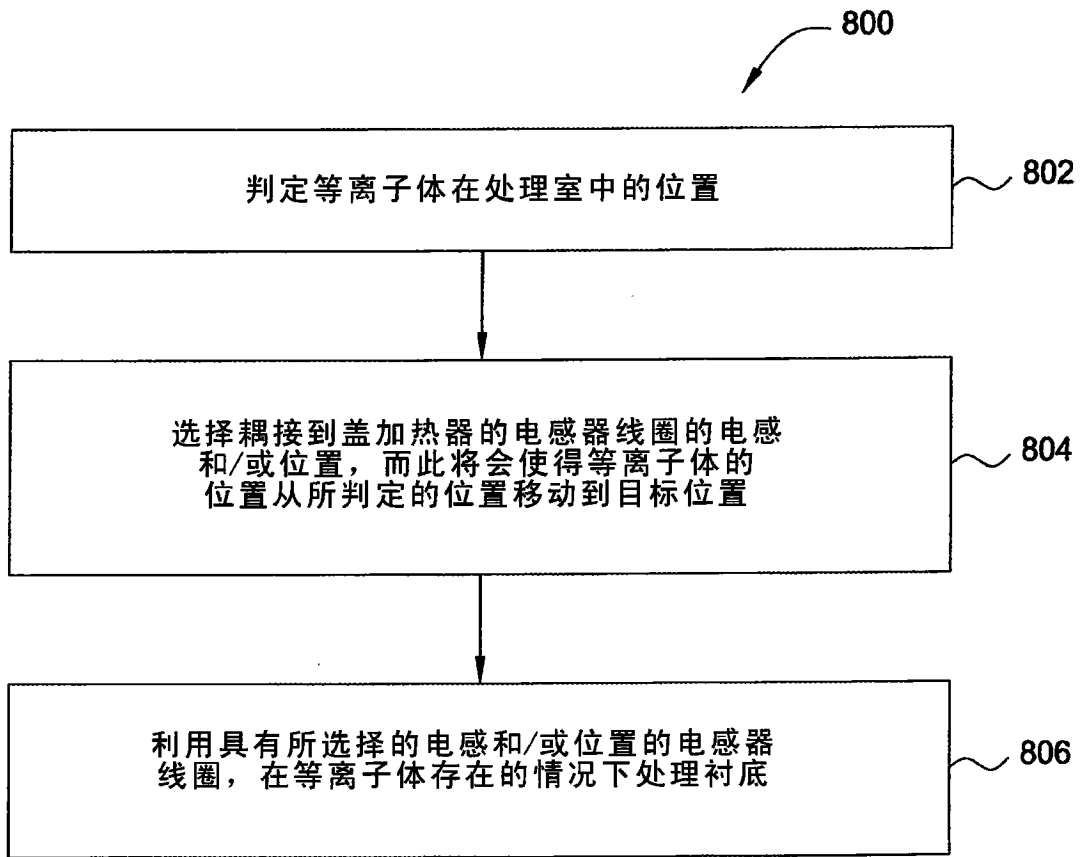 800
判定等离子体在处理室中的位置
802
选择耦接到盖加热器的电感器线圈的电感
和/或位置，而此将会使得等离子体的
位置从所判定的位置移动到目标位置
804
利用具有所选择的电感和/或位置的电感器
线圈，在等离子体存在的情况下处理衬底
806